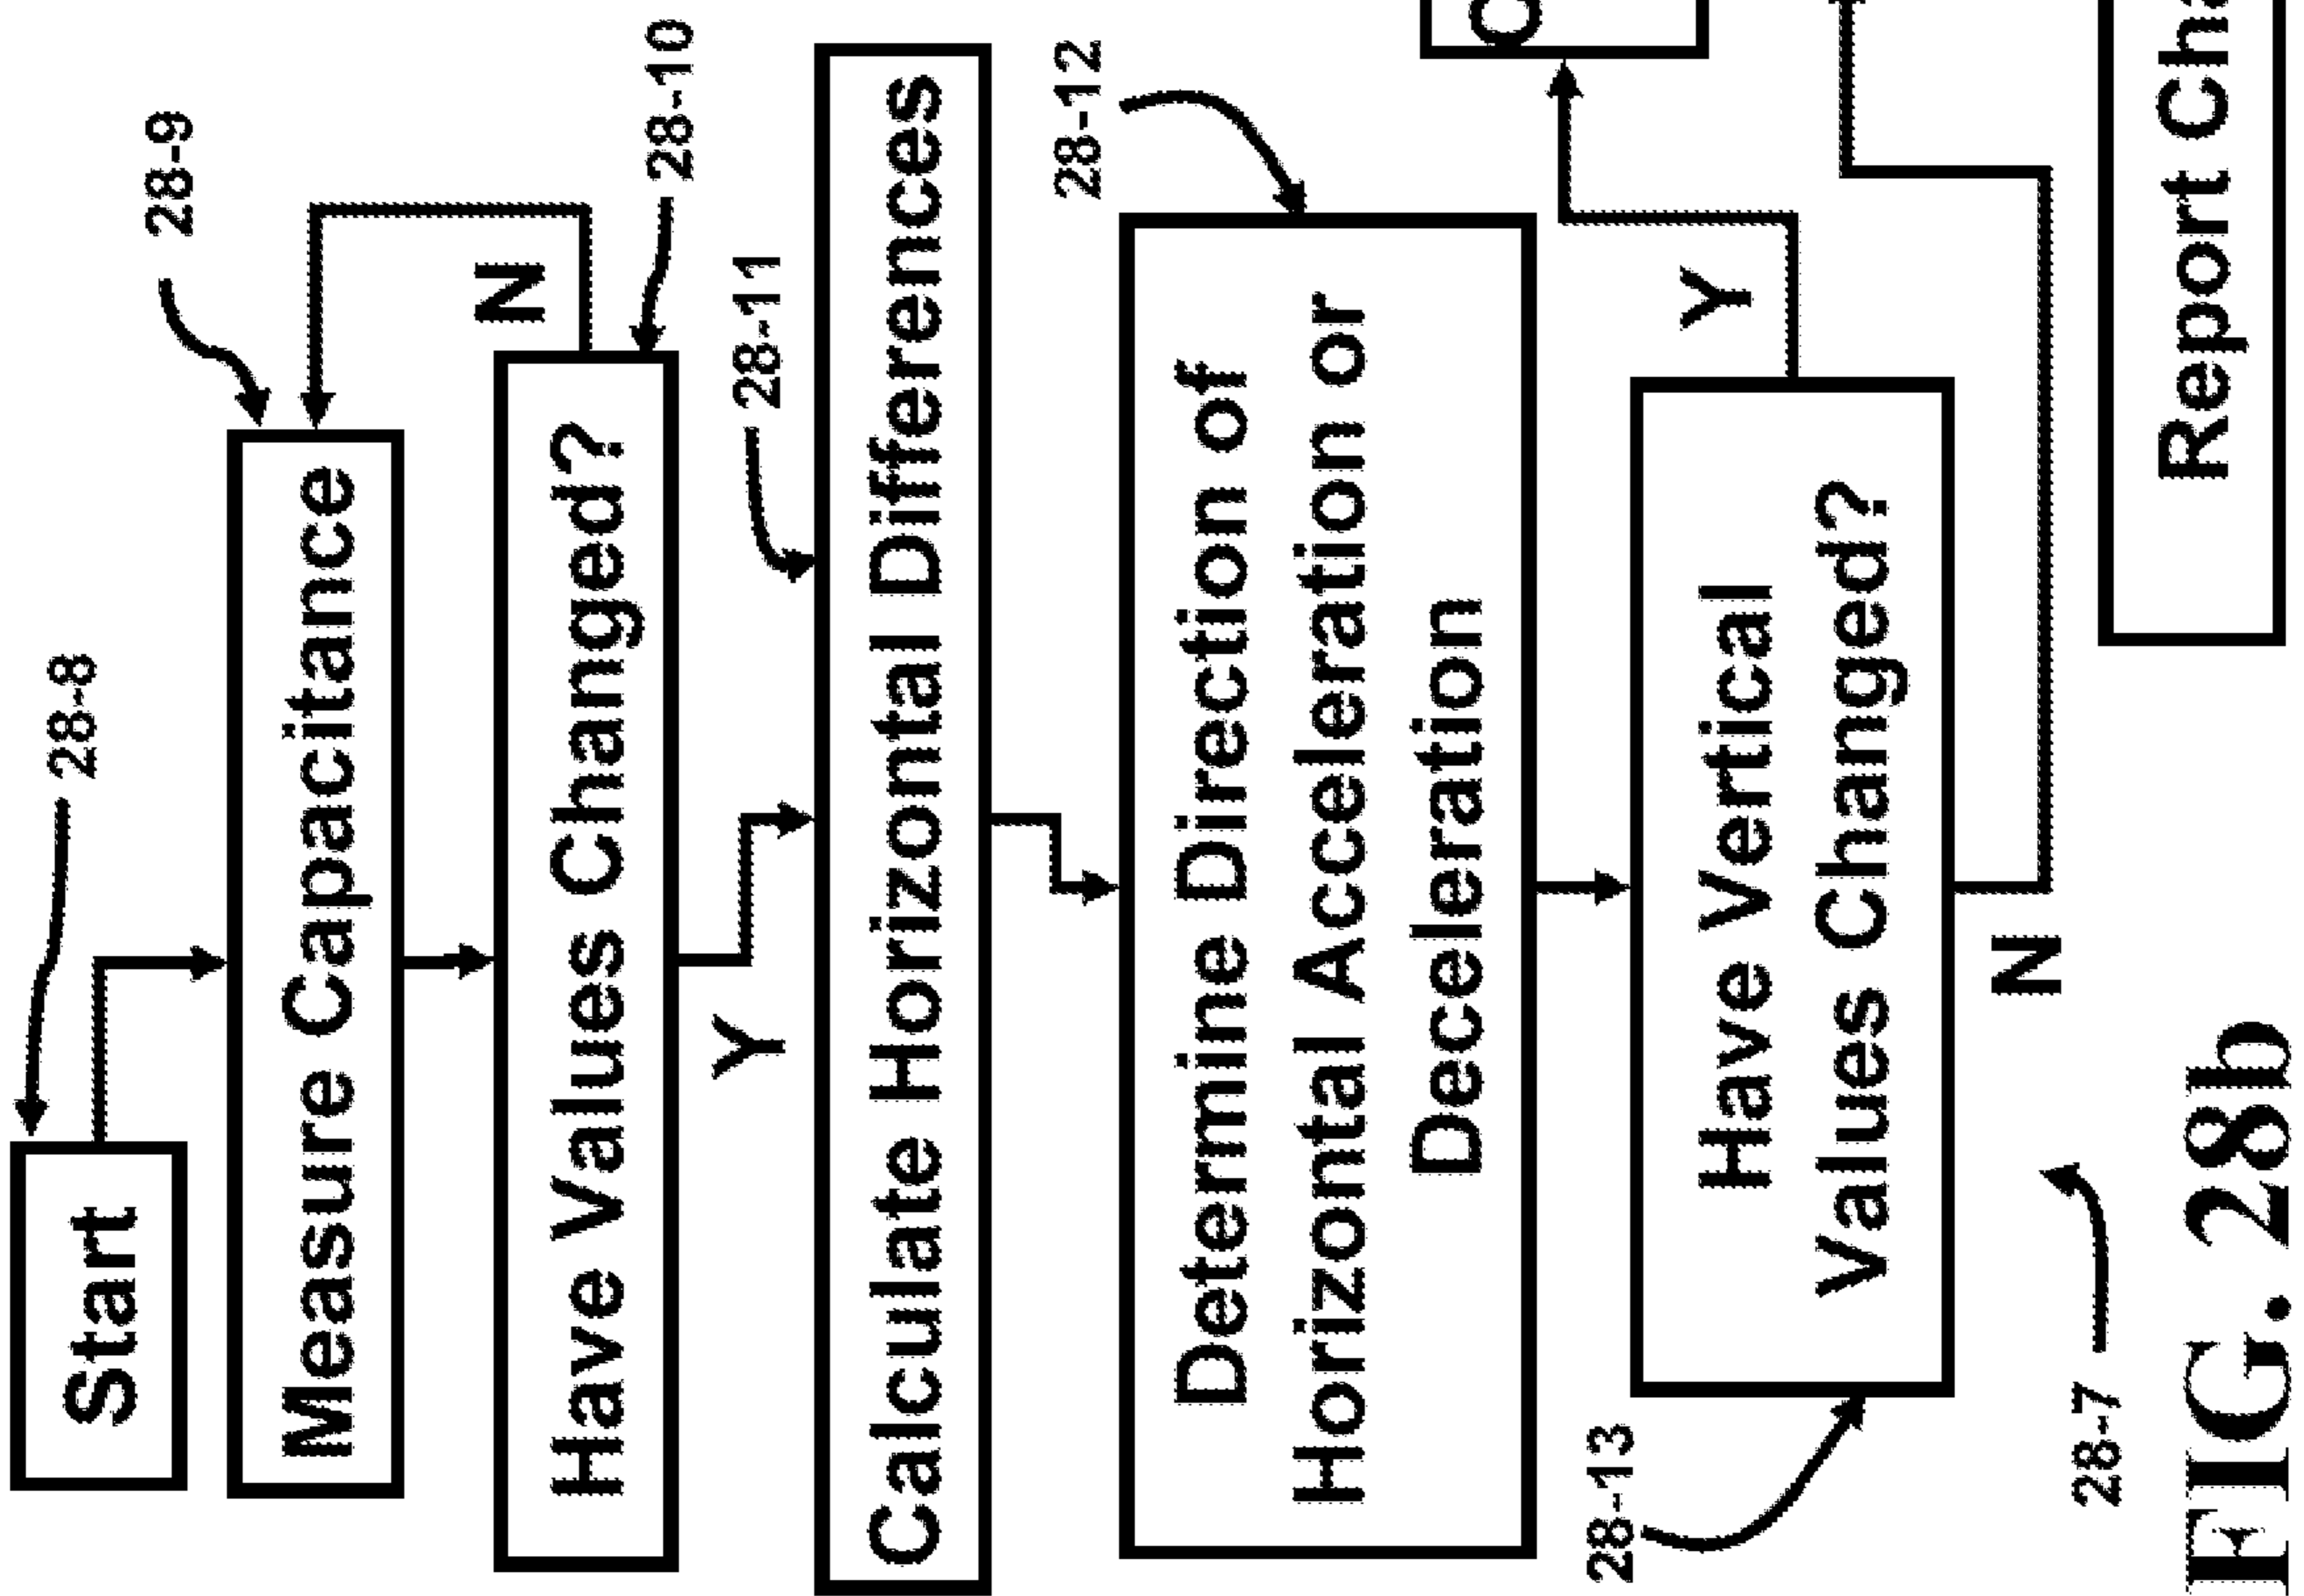 28-8
Start
28-9
Measure Capacitance
N
28-10
Have Values Changed?
Y
28-11
Calculate Horizontal Differences
28-12
Determine Direction of
Horizontal Acceleration or
Deceleration
Y
Have Vertical
Values Changed?
28-13
N
28-7
Report
FIG. 28b